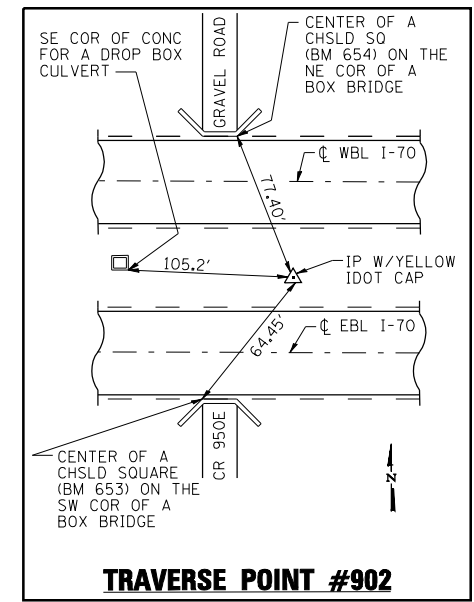 SE COR OF CONC
FOR A DROP BOX
CULVERT
GRAVEL ROAD
CENTER OF A
CHSLD SQ
(BM 654) ON THE
NE COR OF A
BOX BRIDGE
℄ WBL I-70
77.40'
105.2'
IP W/YELLOW
IDOT CAP
64.45'
℄ EBL I-70
CENTER OF A
CHSLD SQUARE
(BM 653) ON THE
SW COR OF A
BOX BRIDGE
CR 950E
N
TRAVERSE POINT #902